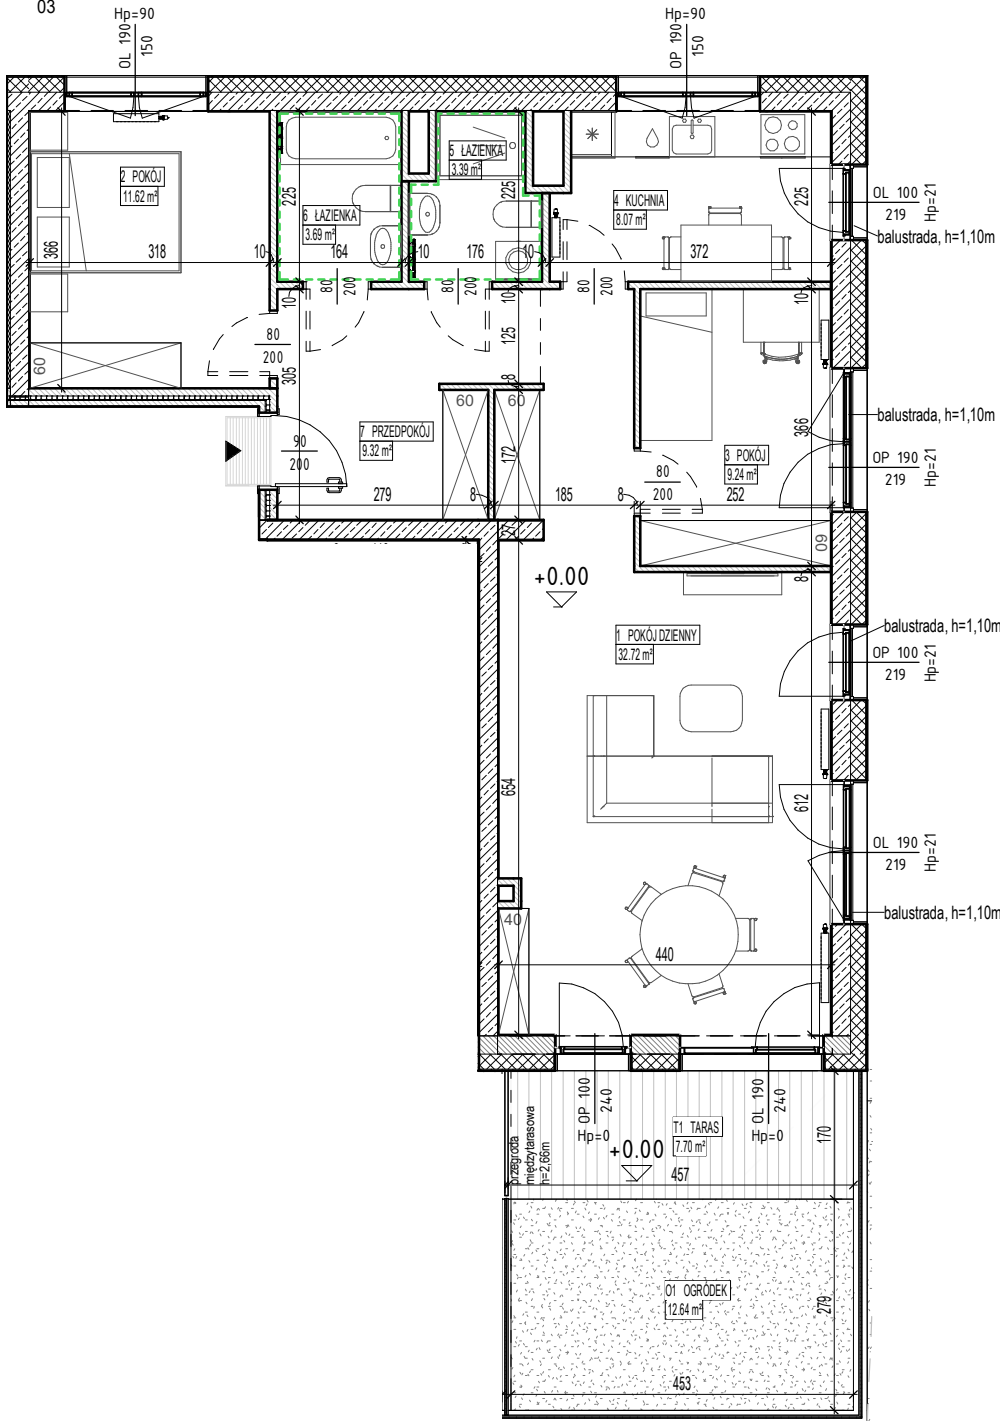 03
Hp=90
OL 190
150
Hp=90
OP 190
150
2 POKÓJ
11.62 m²
366
318
225
10
6 ŁAZIENKA
3.69 m²
164
10
5 ŁAZIENKA
3.39 m²
225
176
10
4 KUCHNIA
8.07 m²
372
225
OL 100
219
Hp=21
balustrada, h=1,10m
80
200
80
200
80
200
10
10
10
125
8
80
200
305
60
60
60
7 PRZEDPOKÓJ
9.32 m²
90
200
279
8
172
185
8
27
80
200
366
3 POKÓJ
9.24 m²
252
60
8
balustrada, h=1,10m
OP 190
219
Hp=21
+0.00
1 POKÓJ DZIENNY
32.72 m²
balustrada, h=1,10m
OP 100
219
Hp=21
654
612
OL 190
219
Hp=21
balustrada, h=1,10m
40
440
OP 100
240
Hp=0
OL 190
240
Hp=0
przegroda
międzytarasowa
h=2,66m
+0.00
T1 TARAS
7.70 m²
170
457
O1 OGRÓDEK
12.64 m²
279
453